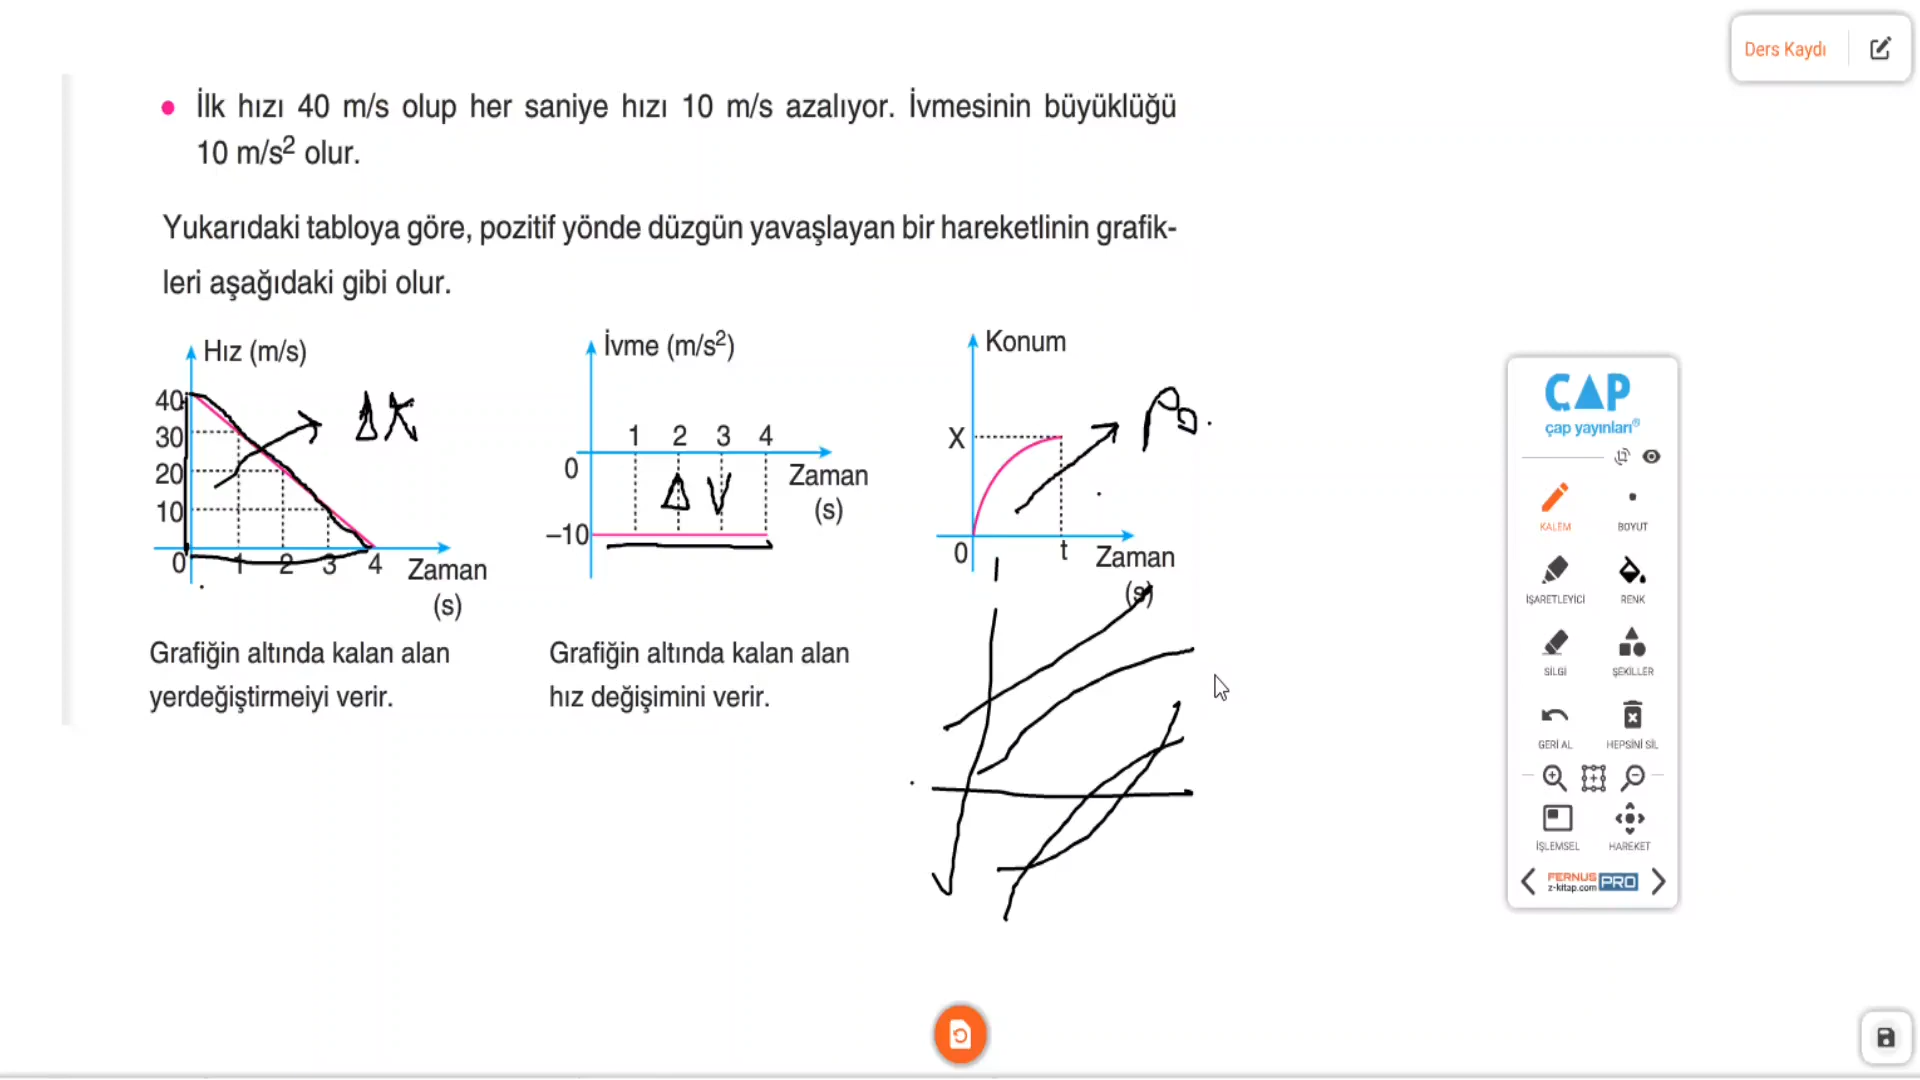 Ders Kaydı
• İlk hızı 40 m/s olup her saniye hızı 10 m/s azalıyor. İvmesinin büyüklüğü
10 m/s² olur.
Yukarıdaki tabloya göre, pozitif yönde düzgün yavaşlayan bir hareketlinin grafik-
leri aşağıdaki gibi olur.
Hız (m/s)
40
30
20
10
0
1 2 3 4
Zaman
(s)
ΔX
Grafiğin altında kalan alan
yerdeğiştirmeiyi verir.
İvme (m/s²)
1 2 3 4
0
Zaman
(s)
ΔV
–10
Grafiğin altında kalan alan
hız değişimini verir.
Konum
X
0
t
Zaman
(s)
ÇAP
çap yayınları®
KALEM
BOYUT
İŞARETLEYİCİ
RENK
SİLGİ
ŞEKİLLER
GERİ AL
HEPSİNİ SİL
İŞLEMSEL
HAREKET
FERNUS
z-kitap.com PRO